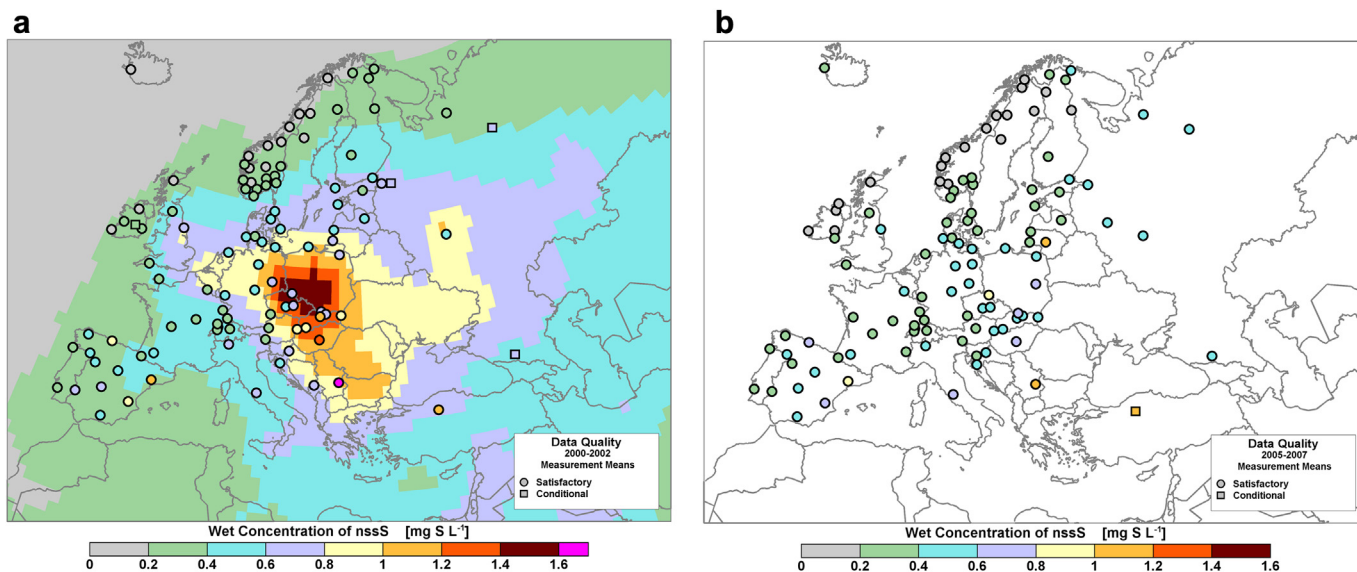 a
Data Quality
2000-2002
Measurement Means
Satisfactory
Conditional
Wet Concentration of nssS [mg S L-1]
0 0.2 0.4 0.6 0.8 1 1.2 1.4 1.6
b
Data Quality
2005-2007
Measurement Means
Satisfactory
Conditional
Wet Concentration of nssS [mg S L-1]
0 0.2 0.4 0.6 0.8 1 1.2 1.4 1.6